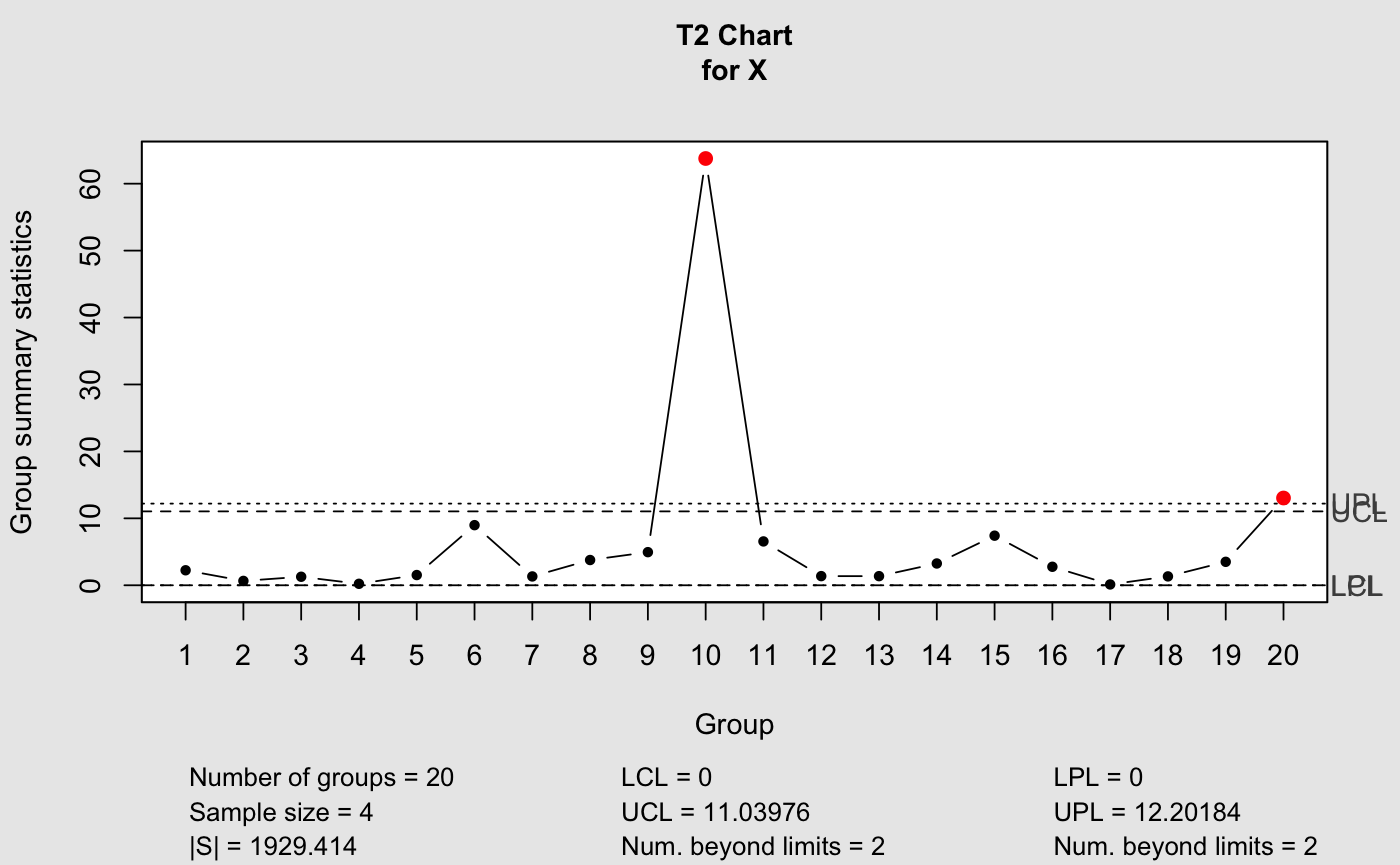 T2 Chart
for X
Group summary statistics
60
50
40
30
20
10
0
UPL
UCL
LPL
LCL
1 2 3 4 5 6 7 8 9 10 11 12 13 14 15 16 17 18 19 20
Group
Number of groups = 20
Sample size = 4
|S| = 1929.414
LCL = 0
UCL = 11.03976
Num. beyond limits = 2
LPL = 0
UPL = 12.20184
Num. beyond limits = 2